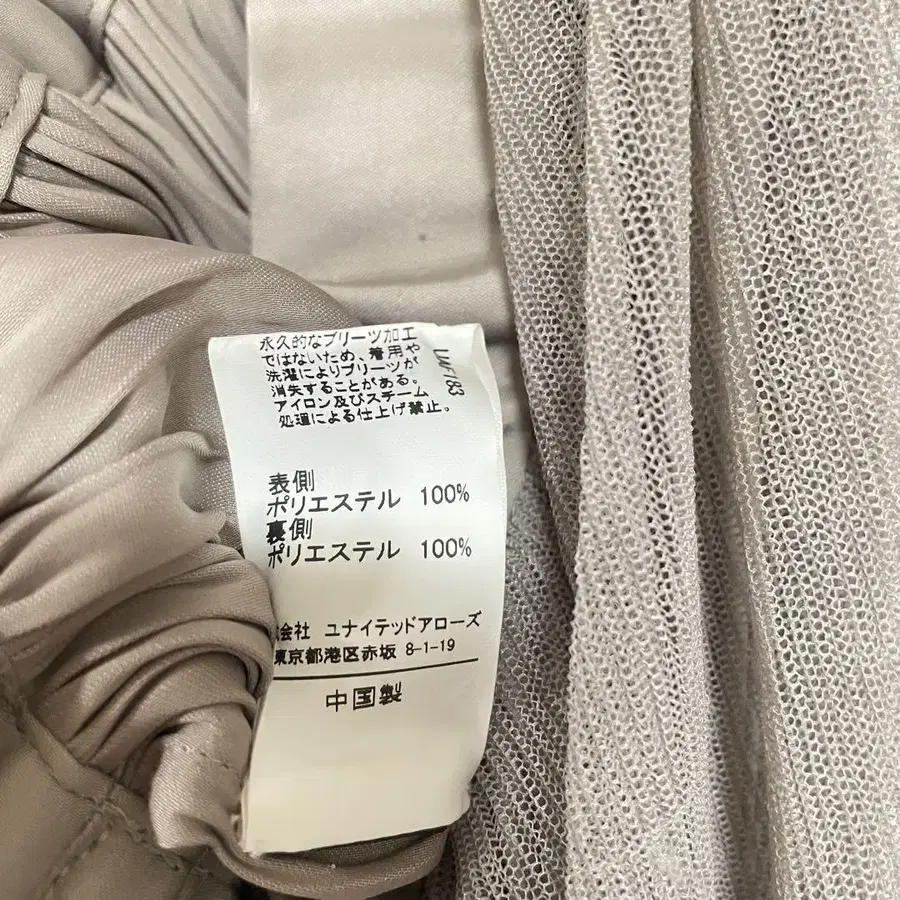 永久的なプリーツ加工
ではないため、着用や
洗濯によりプリーツが
消失することがある。
アイロン及びスチーム
処理による仕上げ禁止。
表側
ポリエステル 100%
裏側
ポリエステル 100%
会社 ユナイテッドアローズ
東京都港区赤坂 8-1-19
中国製